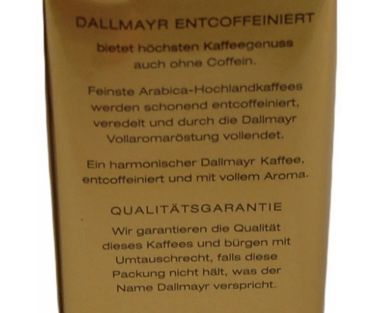 DALLMAYR ENTCOFFEINIERT
bietet höchsten Kaffeegenuss
auch ohne Coffein.
Feinste Arabica-Hochlandkaffees
werden schonend entcoffeiniert,
veredelt und durch die Dallmayr
Vollaromaröstung vollendet.
Ein harmonischer Dallmayr Kaffee,
entcoffeiniert und mit vollem Aroma.
QUALITÄTSGARANTIE
Wir garantieren die Qualität
dieses Kaffees und bürgen mit
Umtauschrecht, falls diese
Packung nicht hält, was der
Name Dallmayr verspricht.